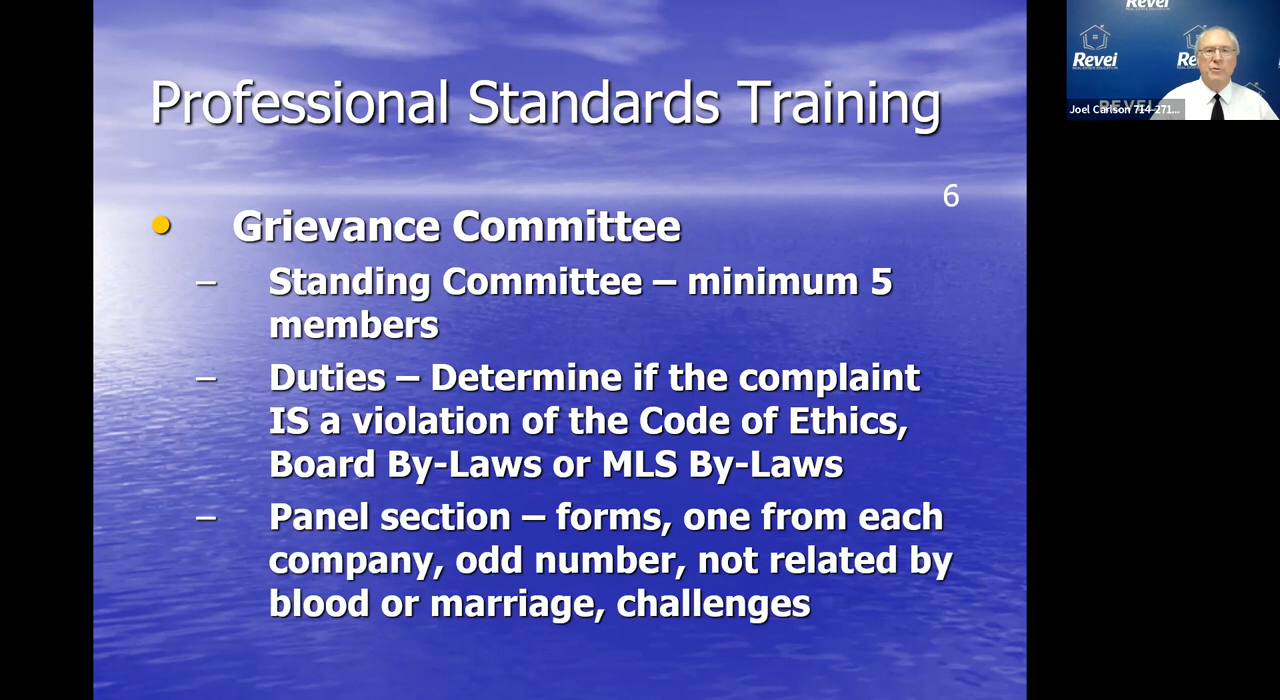 Professional Standards Training
6
Grievance Committee
– Standing Committee – minimum 5
members
– Duties – Determine if the complaint
IS a violation of the Code of Ethics,
Board By-Laws or MLS By-Laws
– Panel section – forms, one from each
company, odd number, not related by
blood or marriage, challenges
Revei
Revei
Joel Carlson 714-271...